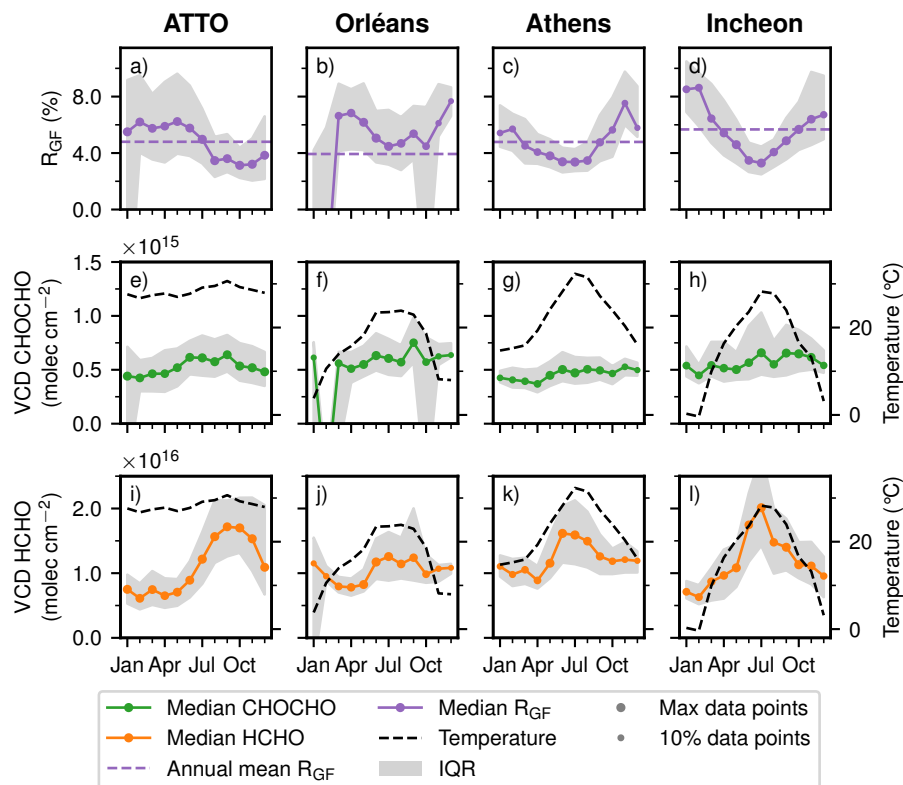 ATTO Orléans Athens Incheon
a) b) c) d)
R_GF (%)
8.0
4.0
0.0
×10^15
e) f) g) h)
VCD CHOCHO
(molec cm⁻²)
1.5
1.0
0.5
0.0
20
0
Temperature (°C)
×10^16
i) j) k) l)
VCD HCHO
(molec cm⁻²)
2.0
1.0
0.0
20
0
Temperature (°C)
Jan Apr Jul Oct Jan Apr Jul Oct Jan Apr Jul Oct Jan Apr Jul Oct
Median CHOCHO Median R_GF Max data points
Median HCHO Temperature 10% data points
Annual mean R_GF IQR